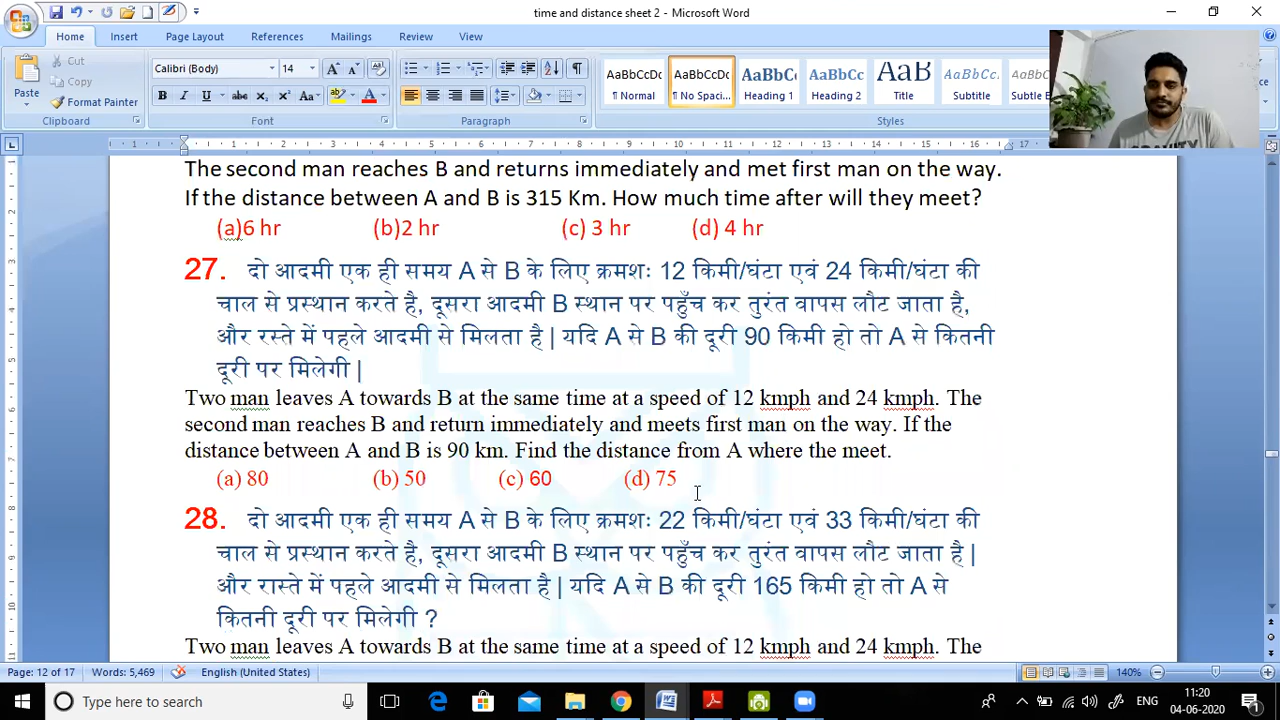 time and distance sheet 2 - Microsoft Word
Home Insert Page Layout References Mailings Review View
Cut
Copy
Format Painter
Paste
Calibri (Body) 14
AaBbCcDc AaBbCcDc AaBbC AaBbCc AaB AaBbCcL AaBbC
¶ Normal ¶ No Spaci... Heading 1 Heading 2 Title Subtitle Subtle E
Clipboard Font Paragraph Styles
The second man reaches B and returns immediately and met first man on the way.
If the distance between A and B is 315 Km. How much time after will they meet?
(a)6 hr (b)2 hr (c) 3 hr (d) 4 hr
27. दो आदमी एक ही समय A से B के लिए क्रमशः 12 किमी/घंटा एवं 24 किमी/घंटा की
चाल से प्रस्थान करते है, दूसरा आदमी B स्थान पर पहुँच कर तुरंत वापस लौट जाता है,
और रस्ते में पहले आदमी से मिलता है | यदि A से B की दूरी 90 किमी हो तो A से कितनी
दूरी पर मिलेगी |
Two man leaves A towards B at the same time at a speed of 12 kmph and 24 kmph. The
second man reaches B and return immediately and meets first man on the way. If the
distance between A and B is 90 km. Find the distance from A where the meet.
(a) 80 (b) 50 (c) 60 (d) 75
28. दो आदमी एक ही समय A से B के लिए क्रमशः 22 किमी/घंटा एवं 33 किमी/घंटा की
चाल से प्रस्थान करते है, दूसरा आदमी B स्थान पर पहुँच कर तुरंत वापस लौट जाता है |
और रास्ते में पहले आदमी से मिलता है | यदि A से B की दूरी 165 किमी हो तो A से
कितनी दूरी पर मिलेगी ?
Two man leaves A towards B at the same time at a speed of 12 kmph and 24 kmph. The
Page: 12 of 17 Words: 5,469 English (United States) 140%
Type here to search
ENG
11:20
04-06-2020